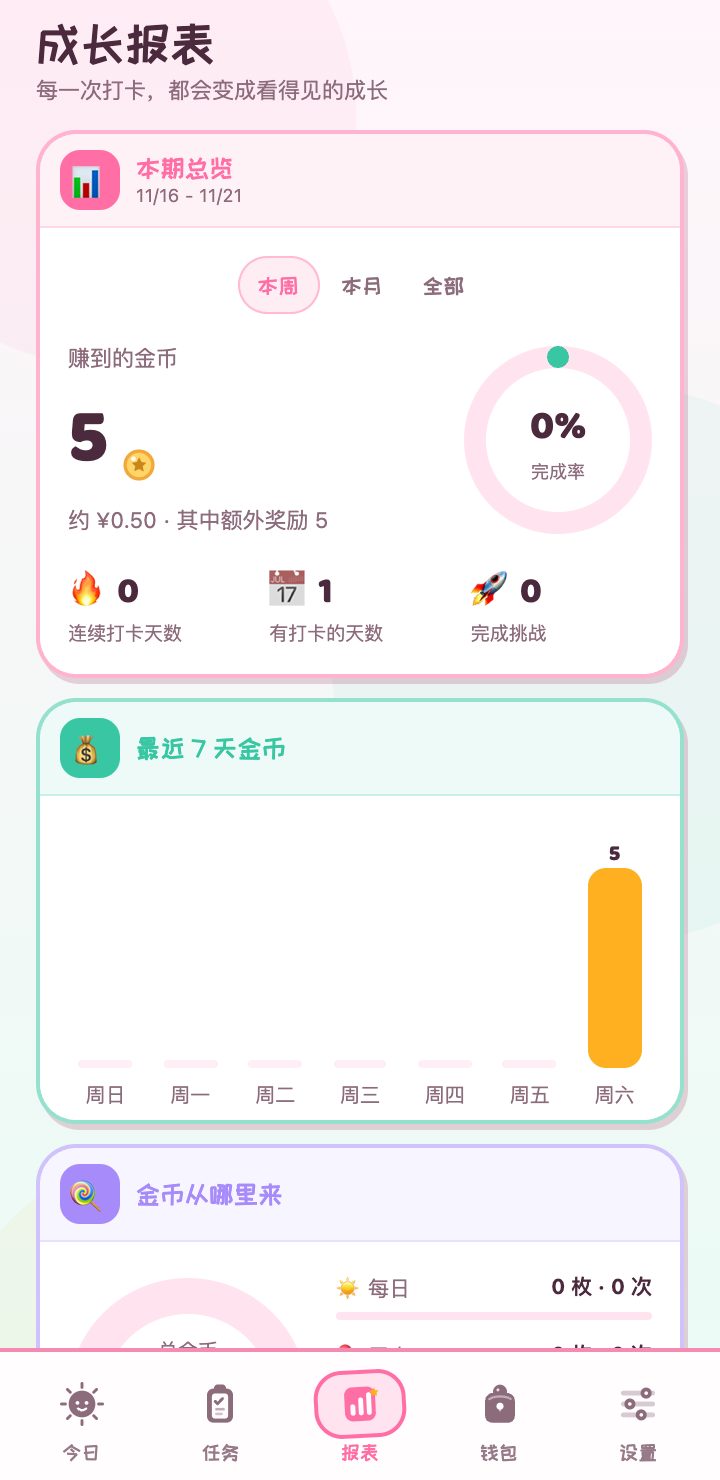 成长报表
每一次打卡，都会变成看得见的成长
本期总览
11/16 - 11/21
本周 本月 全部
赚到的金币
5
0%
完成率
约 ¥0.50 · 其中额外奖励 5
0
JUL
17
1
0
连续打卡天数 有打卡的天数 完成挑战
最近 7 天金币
5
周日 周一 周二 周三 周四 周五 周六
金币从哪里来
每日 0 枚 · 0 次
今日 任务 报表 钱包 设置